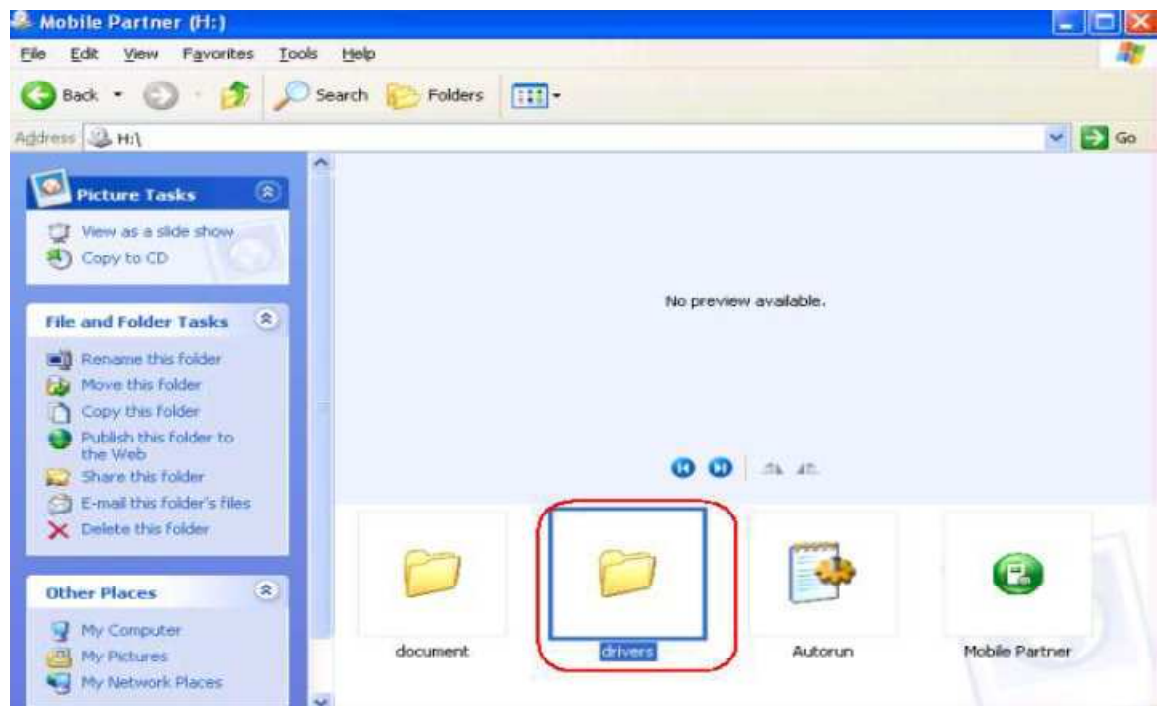 Mobile Partner (H:)
File Edit View Favorites Tools Help
Back Search Folders
Address H:\ Go
Picture Tasks
View as a slide show
Copy to CD
No preview available.
File and Folder Tasks
Rename this folder
Move this folder
Copy this folder
Publish this folder to
the Web
Share this folder
E-mail this folder's files
Delete this folder
Other Places
My Computer
My Pictures
My Network Places
document drivers Autorun Mobile Partner